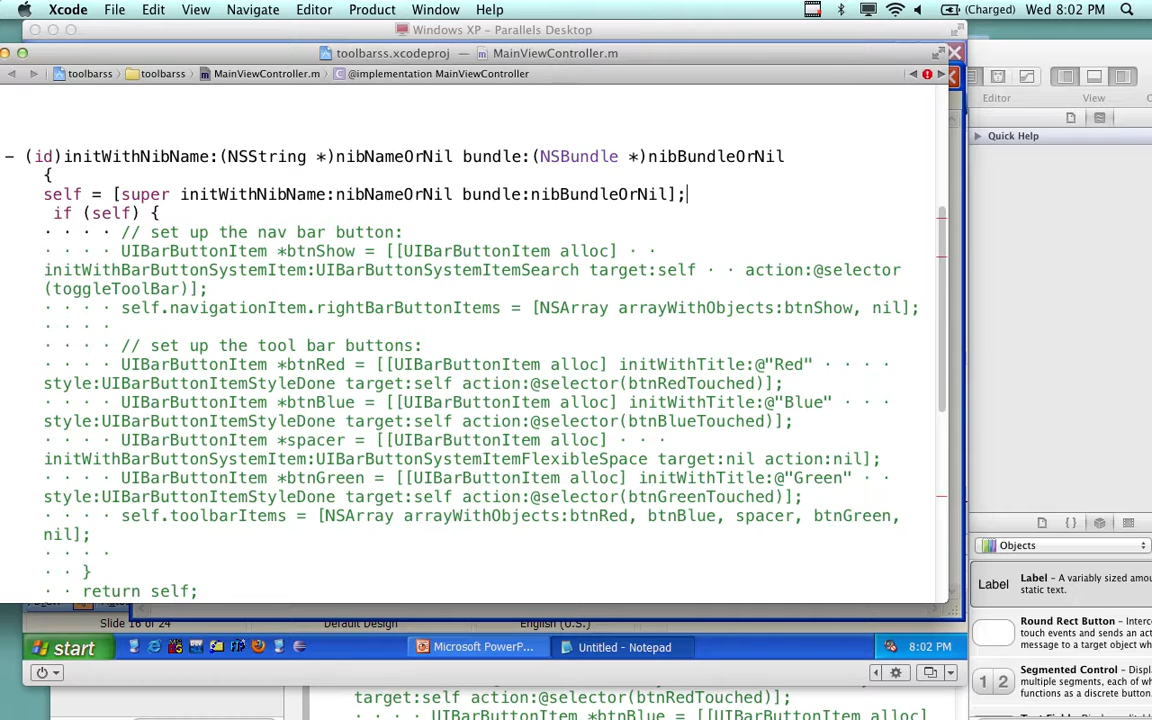 Xcode File Edit View Navigate Editor Product Window Help (Charged) Wed 8:02 PM
Windows XP – Parallels Desktop
toolbarss.xcodeproj — MainViewController.m
toolbarss toolbarss MainViewController.m @implementation MainViewController
Editor View
Quick Help
- (id)initWithNibName:(NSString *)nibNameOrNil bundle:(NSBundle *)nibBundleOrNil
{
self = [super initWithNibName:nibNameOrNil bundle:nibBundleOrNil];
if (self) {
· · · · // set up the nav bar button:
· · · · UIBarButtonItem *btnShow = [[UIBarButtonItem alloc] · ·
initWithBarButtonSystemItem:UIBarButtonSystemItemSearch target:self · · action:@selector
(toggleToolBar)];
· · · · self.navigationItem.rightBarButtonItems = [NSArray arrayWithObjects:btnShow, nil];
· · · ·
· · · · // set up the tool bar buttons:
· · · · UIBarButtonItem *btnRed = [[UIBarButtonItem alloc] initWithTitle:@"Red" · · · ·
style:UIBarButtonItemStyleDone target:self action:@selector(btnRedTouched)];
· · · · UIBarButtonItem *btnBlue = [[UIBarButtonItem alloc] initWithTitle:@"Blue" · · ·
style:UIBarButtonItemStyleDone target:self action:@selector(btnBlueTouched)];
· · · · UIBarButtonItem *spacer = [[UIBarButtonItem alloc] · · ·
initWithBarButtonSystemItem:UIBarButtonSystemItemFlexibleSpace target:nil action:nil];
· · · · UIBarButtonItem *btnGreen = [[UIBarButtonItem alloc] initWithTitle:@"Green" · ·
style:UIBarButtonItemStyleDone target:self action:@selector(btnGreenTouched)];
· · · · self.toolbarItems = [NSArray arrayWithObjects:btnRed, btnBlue, spacer, btnGreen,
nil];
· · · ·
· · }
· · return self;
Objects
Label
Label – A variably sized amou
static text.
Round Rect Button – Interc
touch events and sends an act
message to a target object wh
1 2
Segmented Control – Displ
multiple segments, each of wh
functions as a discrete button.
Slide 16 of 24 Default Design English (U.S.)
start Microsoft PowerP... Untitled - Notepad 8:02 PM
target:self action:@selector(btnRedTouched)];
· · · · UIBarButtonItem *btnBlue = [[UIBarButtonItem alloc]